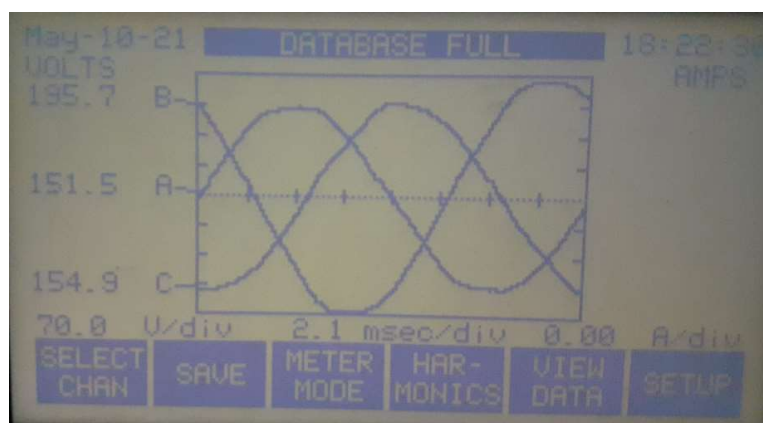 May-10-21 DATABASE FULL 18:22:30
VOLTS AMPS
195.7 B
151.5 A
154.9 C
70.0 V/div 2.1 msec/div 0.00 A/div
SELECT CHAN SAVE METER MODE HAR-MONICS VIEW DATA SETUP